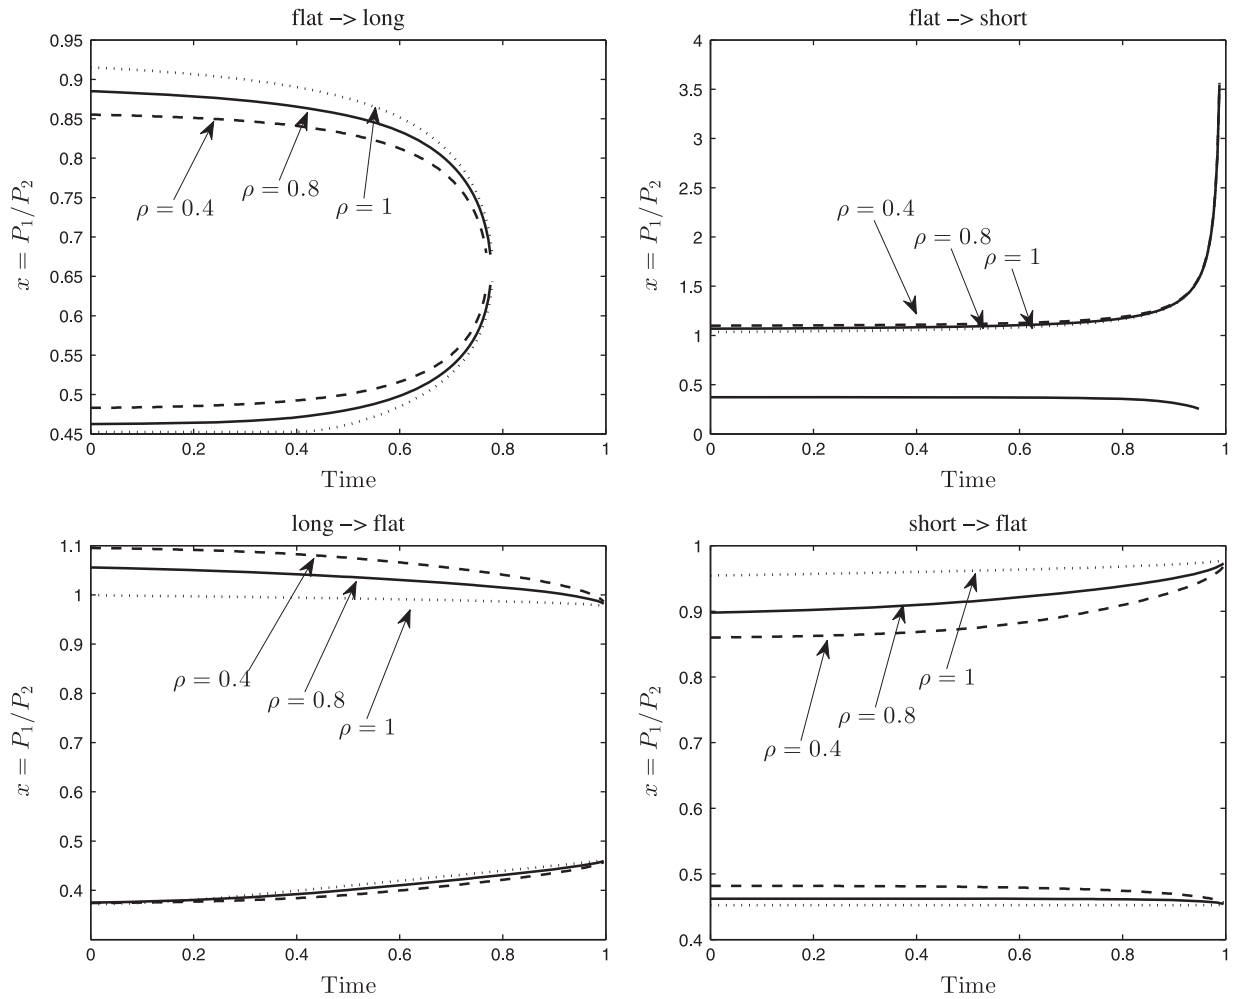 flat -> long
0.95
0.9
0.85
0.8
0.75
0.7
0.65
0.6
0.55
0.5
0.45
x = P₁/P₂
ρ = 0.4
ρ = 0.8
ρ = 1
0 0.2 0.4 0.6 0.8 1
Time
flat -> short
4
3.5
3
2.5
2
1.5
1
0.5
0
x = P₁/P₂
ρ = 0.4
ρ = 0.8
ρ = 1
0 0.2 0.4 0.6 0.8 1
Time
long -> flat
1.1
1
0.9
0.8
0.7
0.6
0.5
0.4
x = P₁/P₂
ρ = 0.4
ρ = 0.8
ρ = 1
0 0.2 0.4 0.6 0.8 1
Time
short -> flat
1
0.9
0.8
0.7
0.6
0.5
0.4
x = P₁/P₂
ρ = 1
ρ = 0.8
ρ = 0.4
0 0.2 0.4 0.6 0.8 1
Time